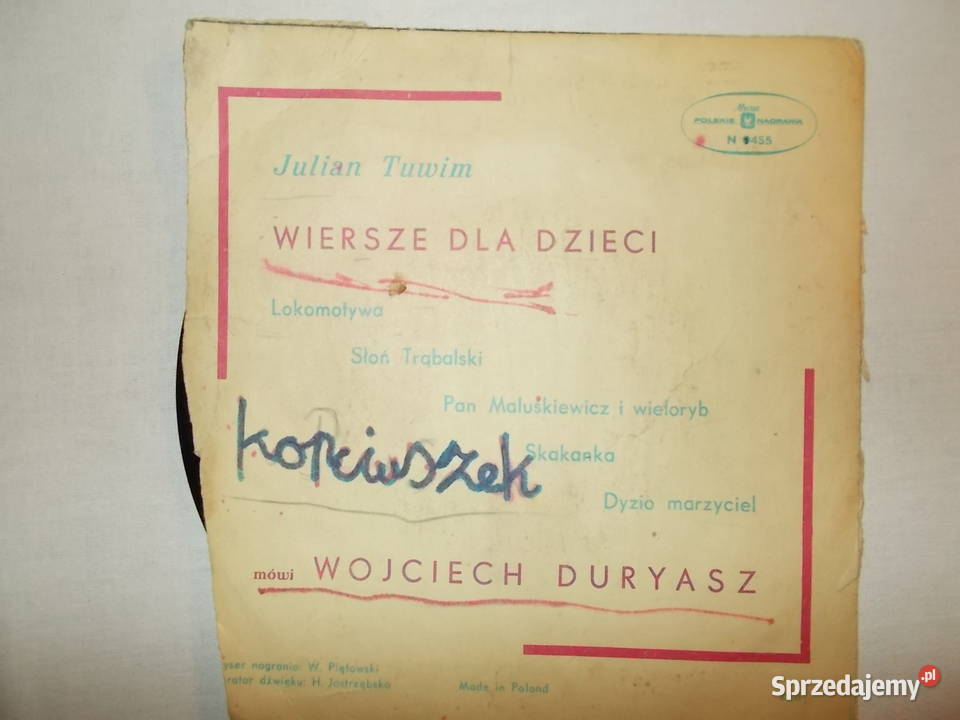 Muza
POLSKIE NAGRANIA
N 0455
Julian Tuwim
WIERSZE DLA DZIECI
Lokomotywa
Słoń Trąbalski
Pan Maluśkiewicz i wieloryb
Skakanka
kopciuszek
Dyzio marzyciel
mówi WOJCIECH DURYASZ
yser nagrania: W. Piętowski
rator dźwięku: H. Jastrzębska
Made in Poland
Sprzedajemy.pl